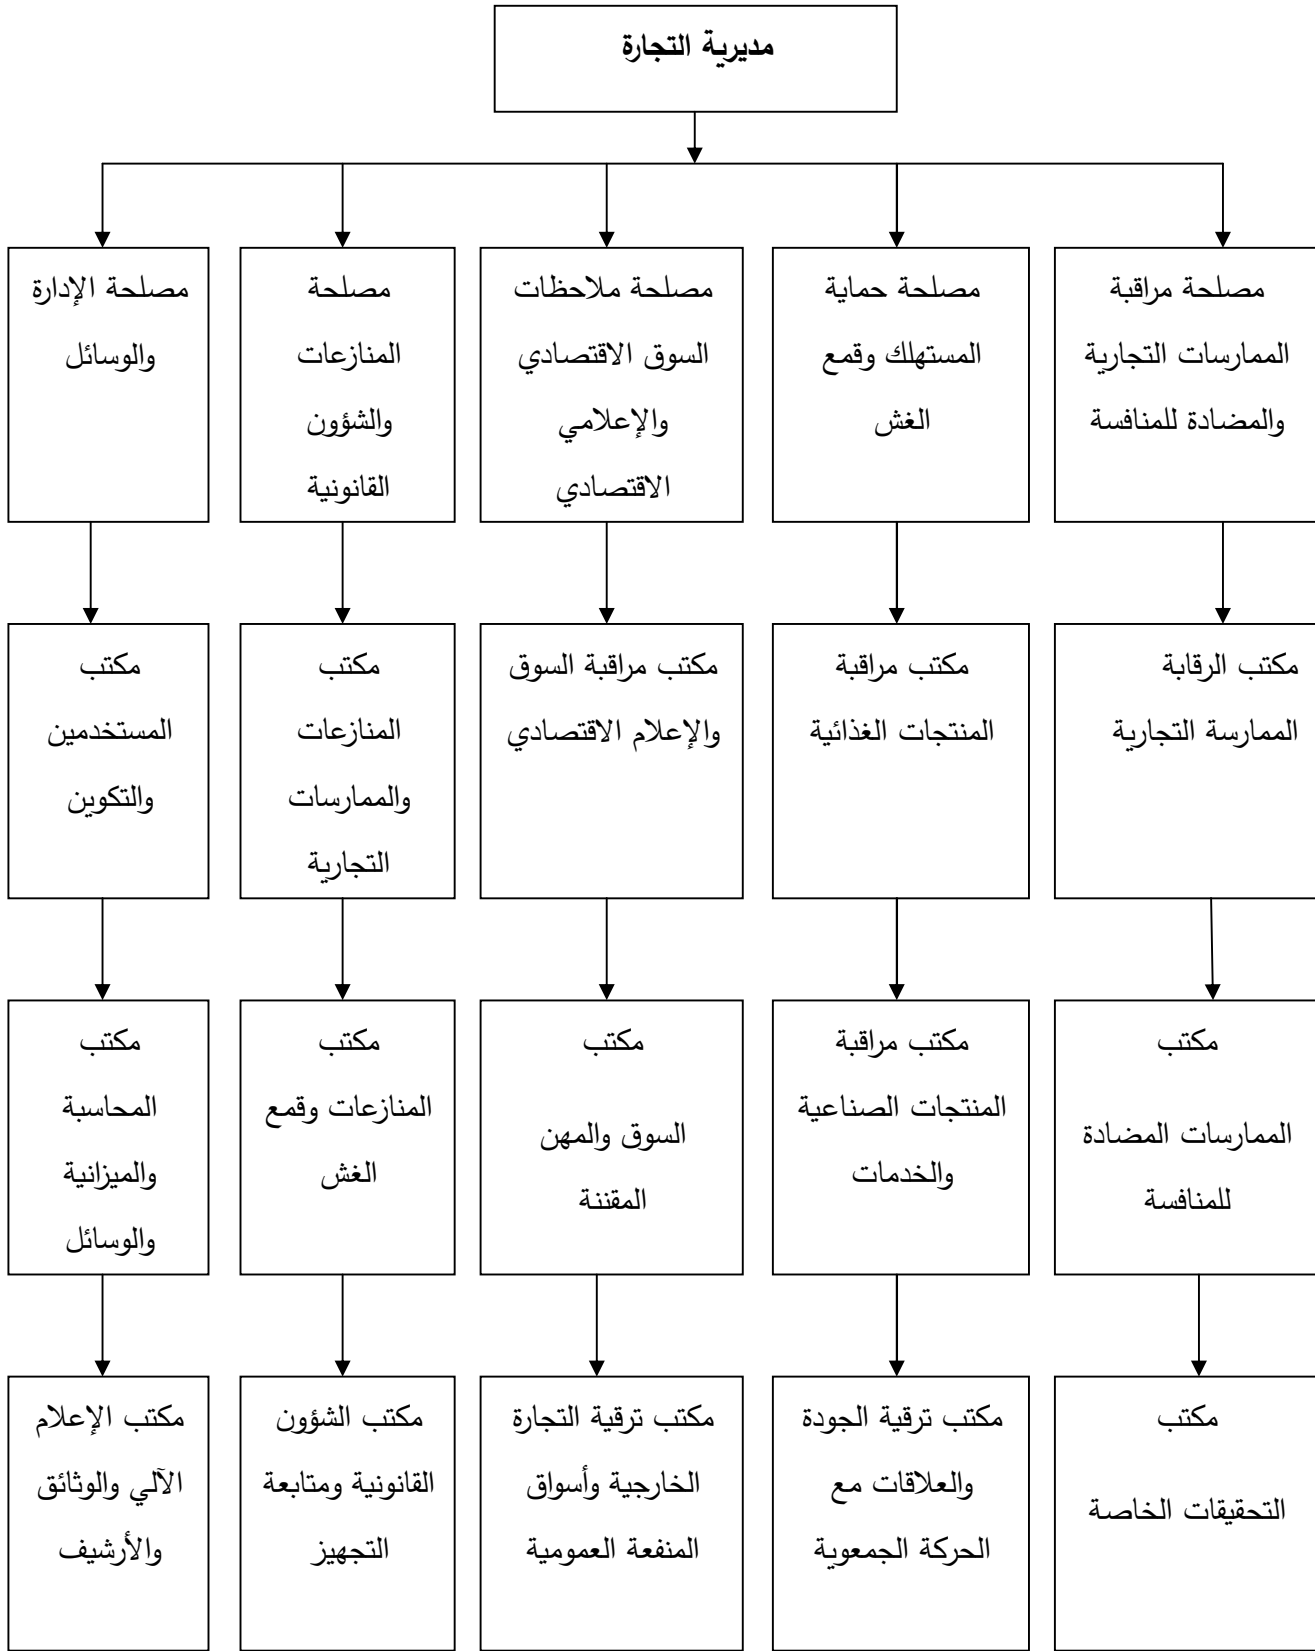 مديرية التجارة
مصلحة مراقبة
الممارسات التجارية
والمضادة للمنافسة
مصلحة حماية
المستهلك وقمع
الغش
مصلحة ملاحظات
السوق الاقتصادي
والإعلامي
الاقتصادي
مصلحة
المنازعات
والشؤون
القانونية
مصلحة الإدارة
والوسائل
مكتب الرقابة
الممارسة التجارية
مكتب مراقبة
المنتجات الغذائية
مكتب مراقبة السوق
والإعلام الاقتصادي
مكتب
المنازعات
والممارسات
التجارية
مكتب
المستخدمين
والتكوين
مكتب
الممارسات المضادة
للمنافسة
مكتب مراقبة
المنتجات الصناعية
والخدمات
مكتب
السوق والمهن
المقننة
مكتب
المنازعات وقمع
الغش
مكتب
المحاسبة
والميزانية
والوسائل
مكتب
التحقيقات الخاصة
مكتب ترقية الجودة
والعلاقات مع
الحركة الجمعوية
مكتب ترقية التجارة
الخارجية وأسواق
المنفعة العمومية
مكتب الشؤون
القانونية ومتابعة
التجهيز
مكتب الإعلام
الآلي والوثائق
والأرشيف